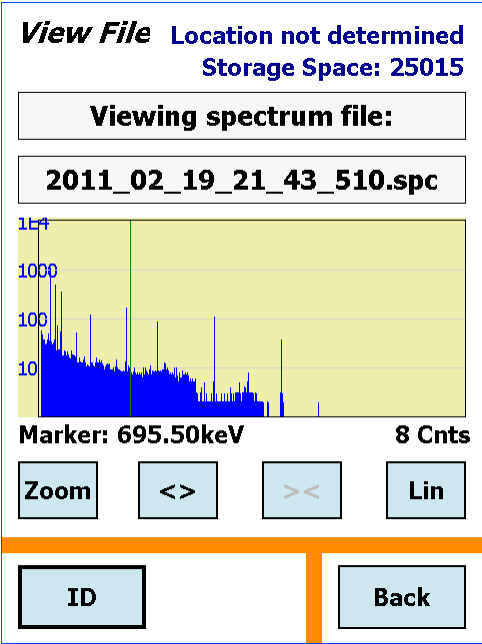 View File
Location not determined
Storage Space: 25015
Viewing spectrum file:
2011_02_19_21_43_510.spc
1E4
1000
100
10
Marker: 695.50keV 8 Cnts
Zoom <> >< Lin
ID Back